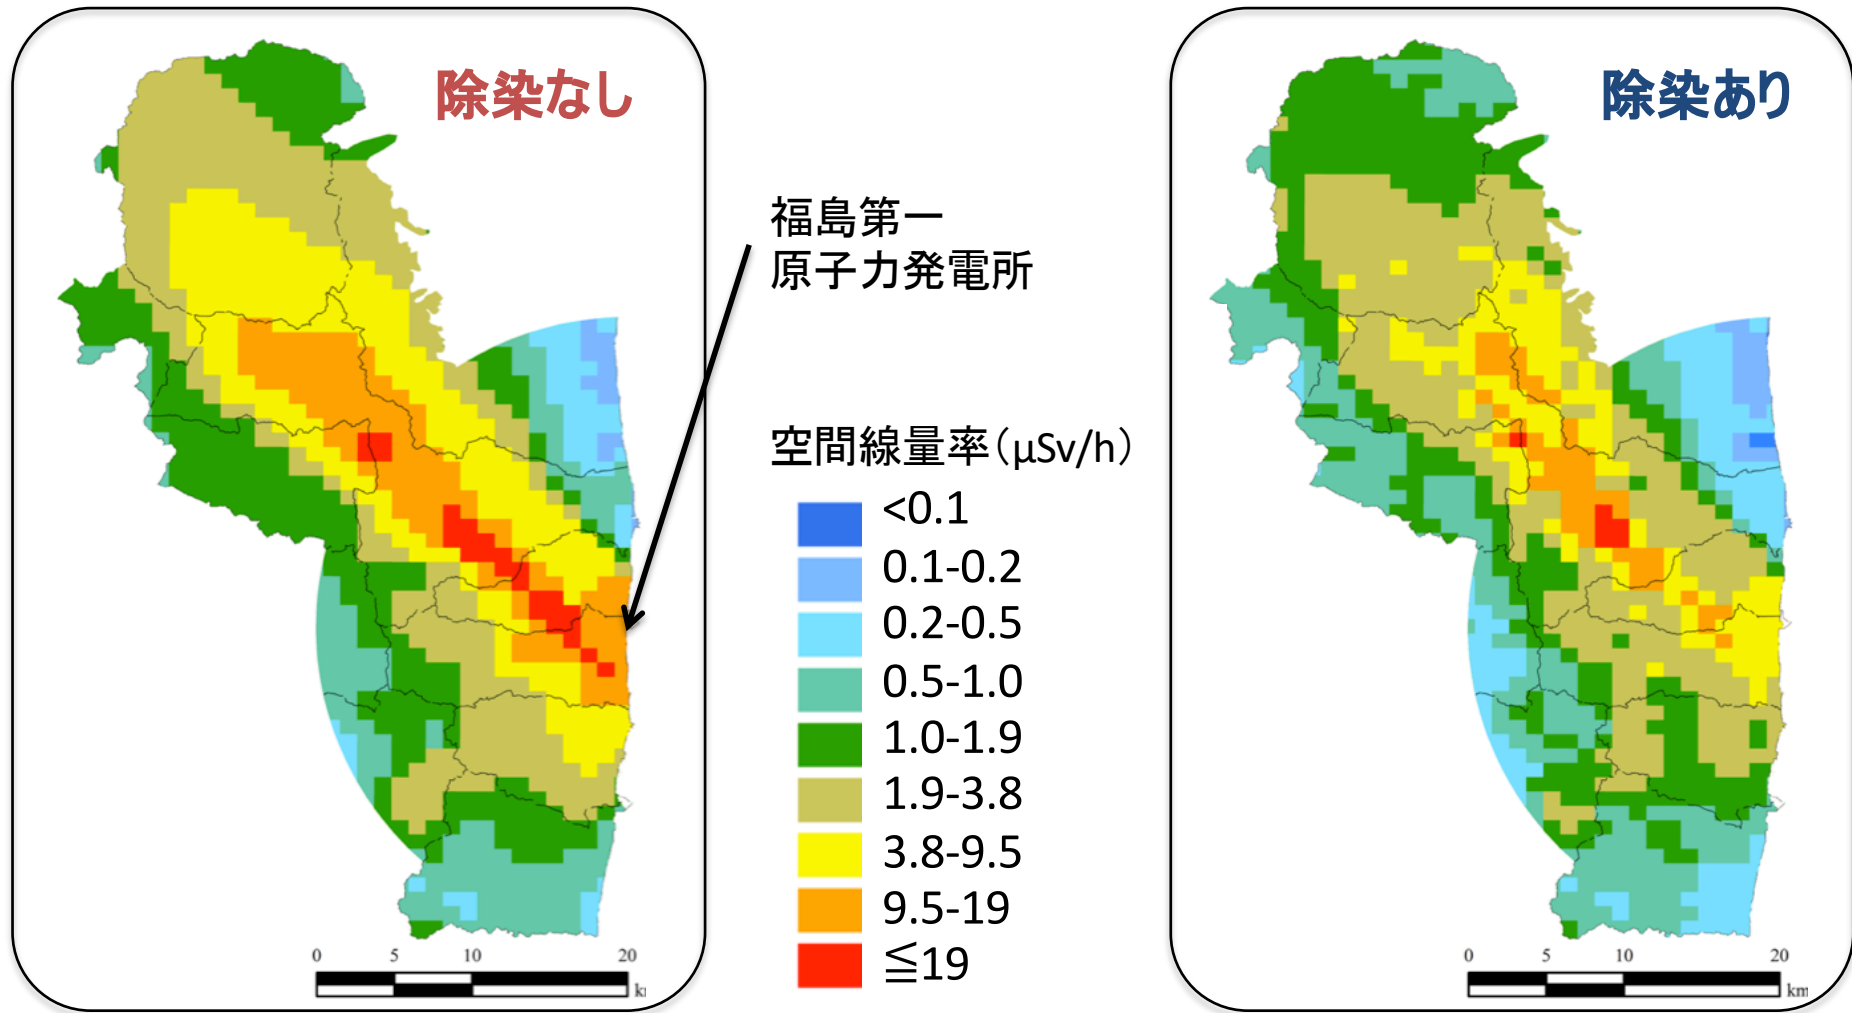 除染なし
除染あり
福島第一
原子力発電所
空間線量率（μSv/h）
<0.1
0.1-0.2
0.2-0.5
0.5-1.0
1.0-1.9
1.9-3.8
3.8-9.5
9.5-19
≦19
0 5 10 20
0 5 10 20
km